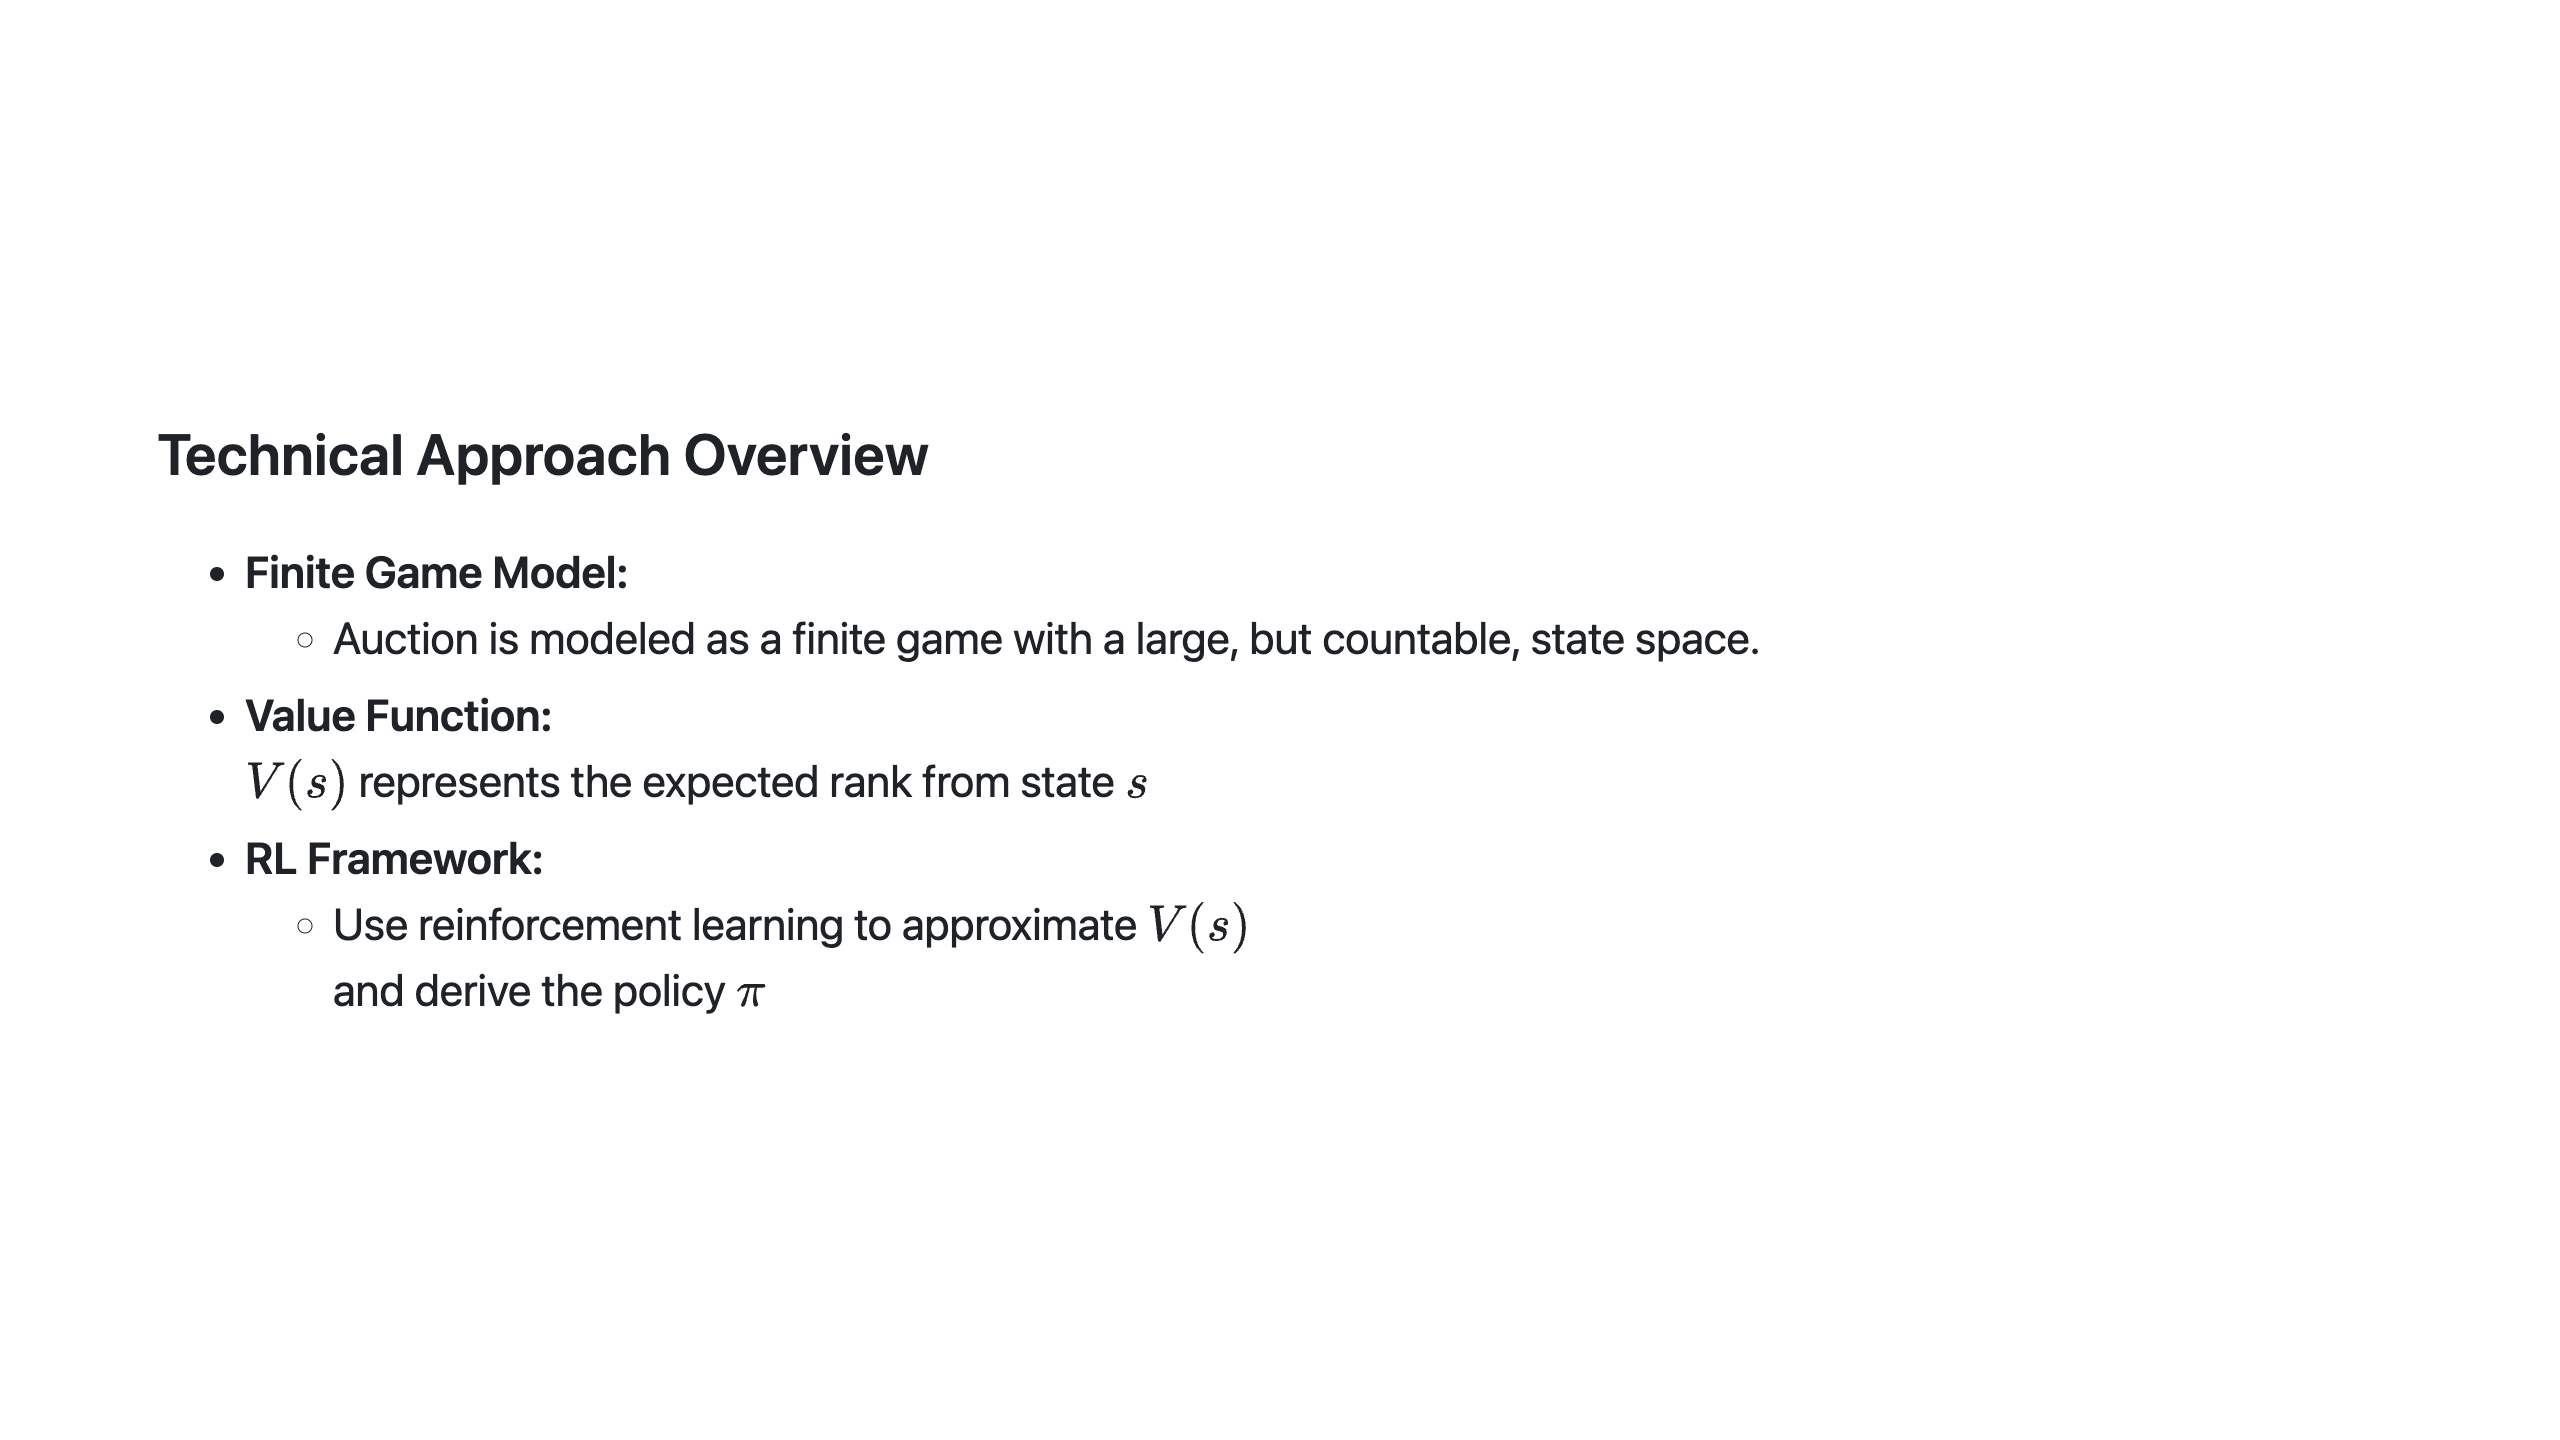 Technical Approach Overview
Finite Game Model:
Auction is modeled as a finite game with a large, but countable, state space.
Value Function:
V(s) represents the expected rank from state s
RL Framework:
Use reinforcement learning to approximate V(s)
and derive the policy π